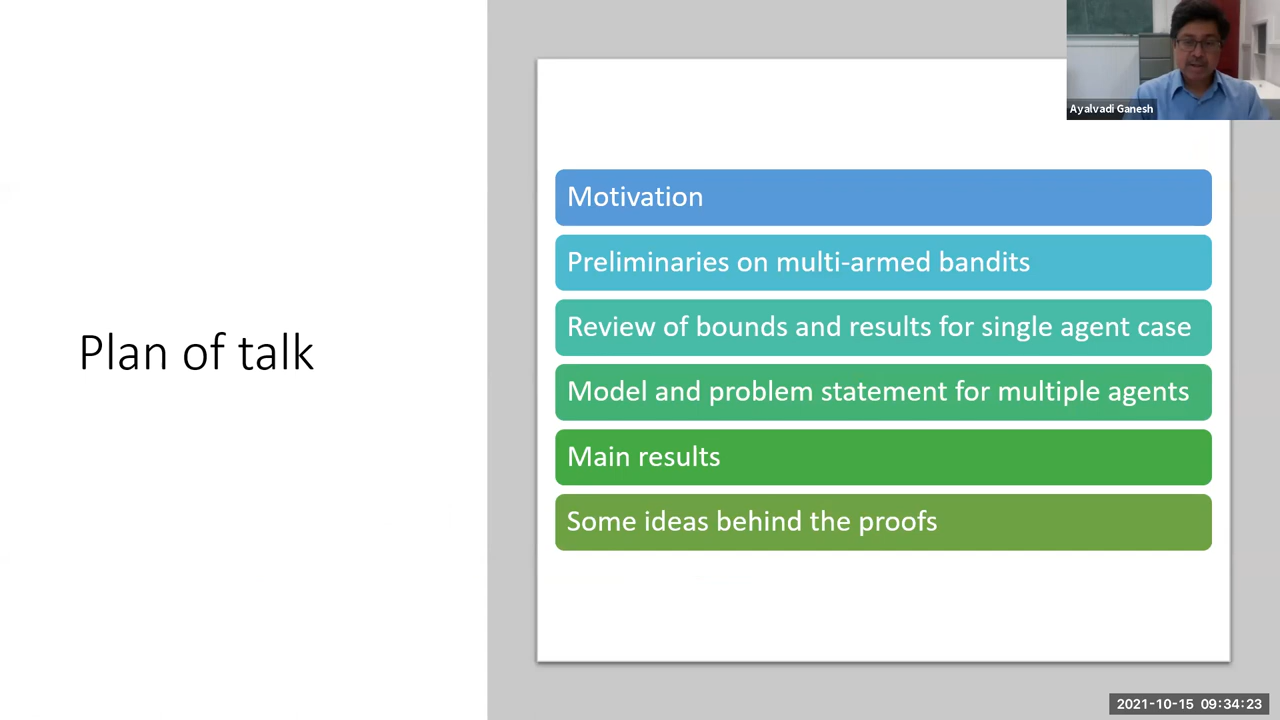 Ayalvadi Ganesh
Plan of talk
Motivation
Preliminaries on multi-armed bandits
Review of bounds and results for single agent case
Model and problem statement for multiple agents
Main results
Some ideas behind the proofs
2021-10-15 09:34:23